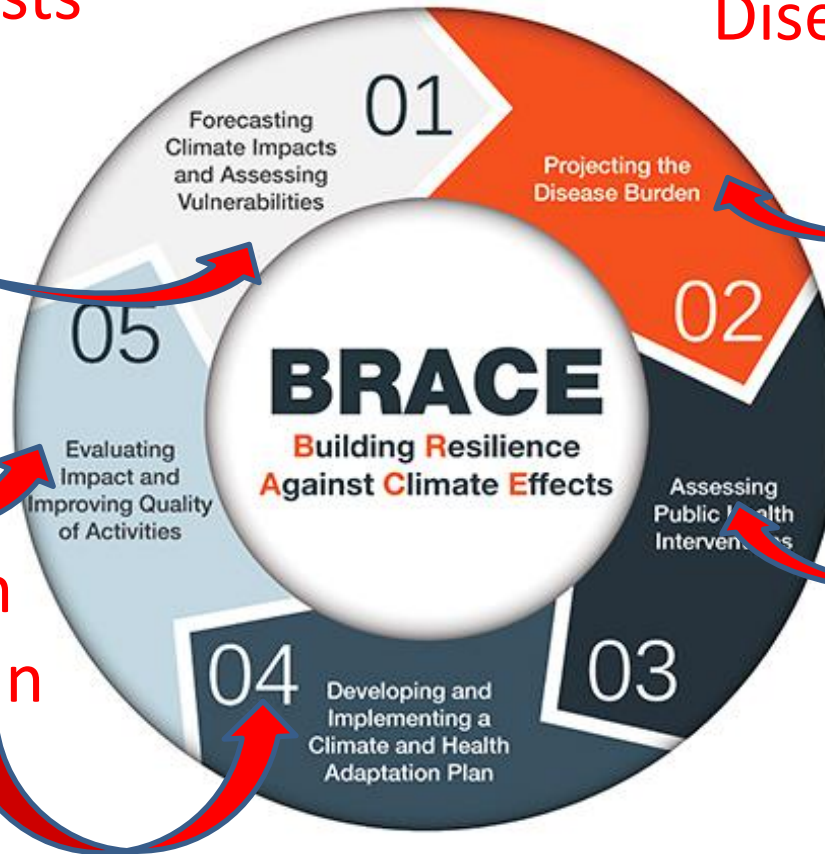 01
Forecasting
Climate Impacts
and Assessing
Vulnerabilities
Projecting the
Disease Burden
02
Assessing
Public
03
04
Developing and
Implementing a
Climate and Health
Adaptation Plan
05
Evaluating
Impact and
Improving Quality
of Activities
BRACE
Building Resilience
Against Climate Effects